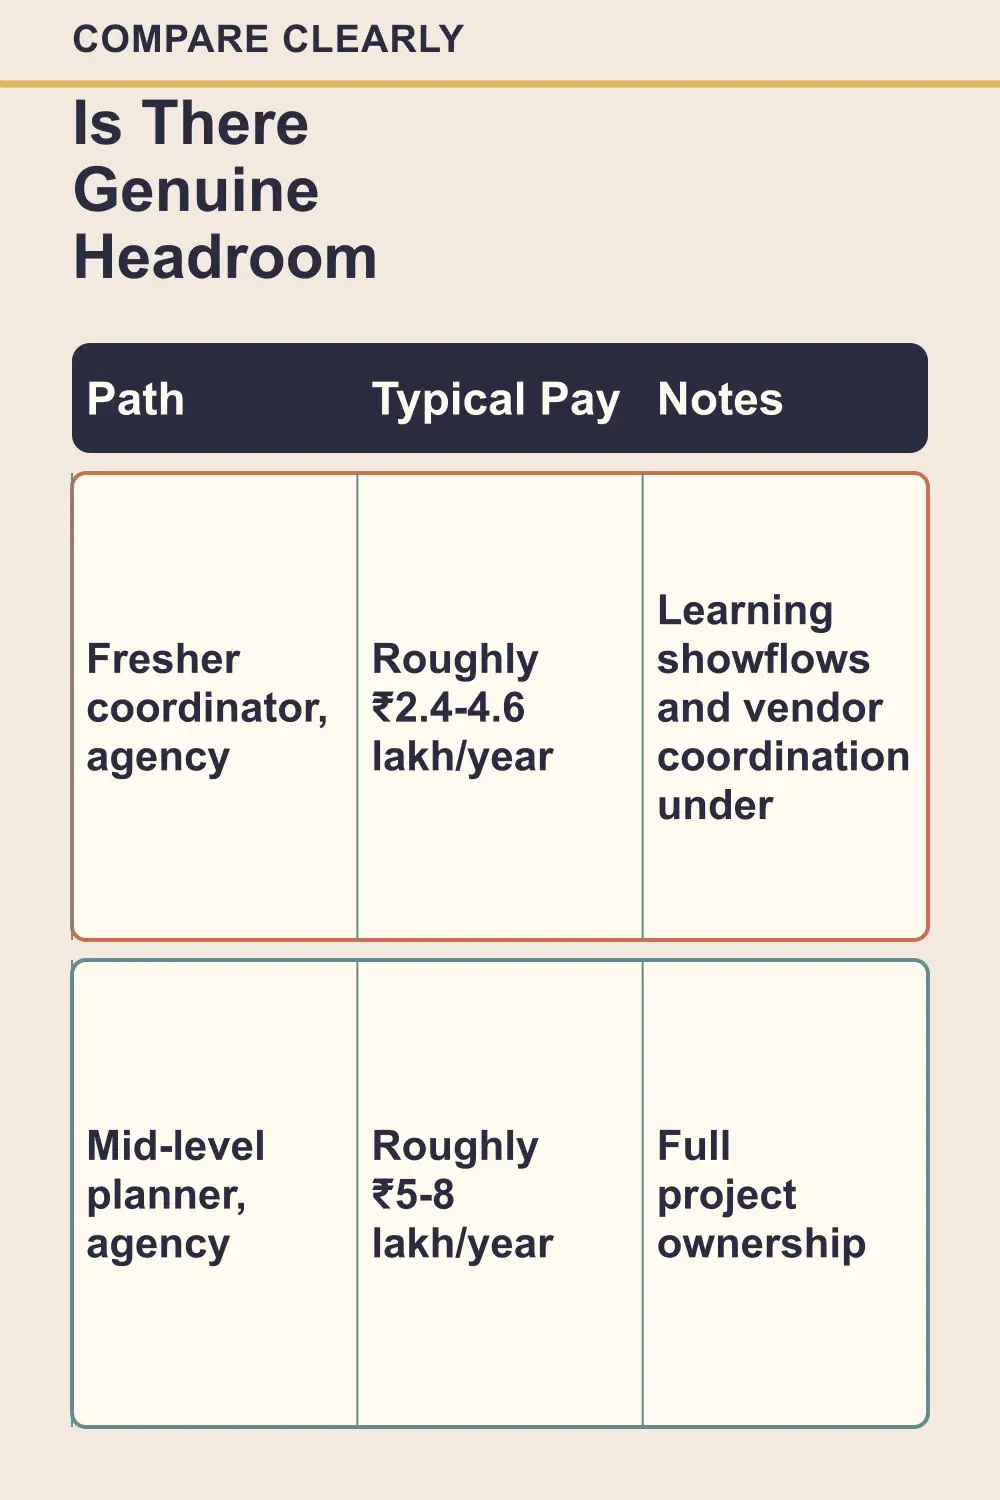 COMPARE CLEARLY
Is There
Genuine
Headroom
Path
Typical Pay
Notes
Fresher
coordinator,
agency
Roughly
₹2.4-4.6
lakh/year
Learning
showflows
and vendor
coordination
under
Mid-level
planner,
agency
Roughly
₹5-8
lakh/year
Full
project
ownership